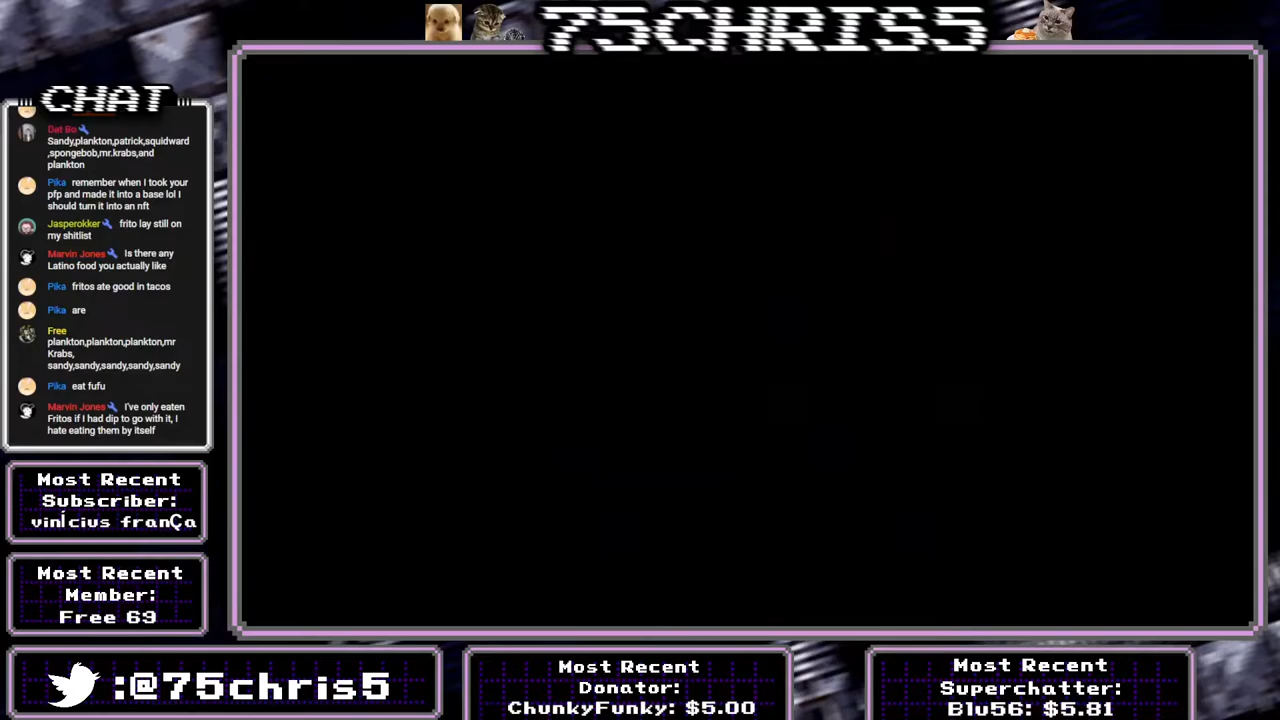 75CHRIS5
CHAT
Dat Bo
Sandy,plankton,patrick,squidward
,spongebob,mr.krabs,and
plankton
Pika remember when I took your
pfp and made it into a base lol I
should turn it into an nft
Jasperokker frito lay still on
my shitlist
Marvin Jones Is there any
Latino food you actually like
Pika fritos ate good in tacos
Pika are
Free
plankton,plankton,plankton,mr
Krabs,
sandy,sandy,sandy,sandy,sandy
Pika eat fufu
Marvin Jones I've only eaten
Fritos if I had dip to go with it, I
hate eating them by itself
Most Recent
Subscriber:
vinÍcius franÇa
Most Recent
Member:
Free 69
:@75chris5
Most Recent
Donator:
ChunkyFunky: $5.00
Most Recent
Superchatter:
Blu56: $5.81